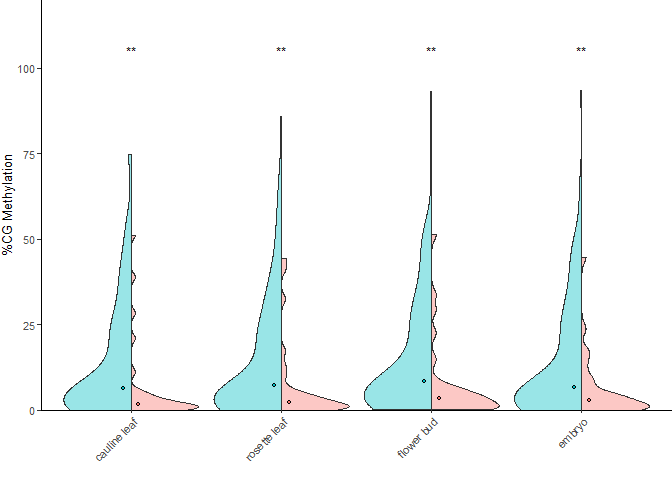 ** ** ** **
100
75
50
25
0
%CG Methylation
cauline leaf
rosette leaf
flower bud
embryo